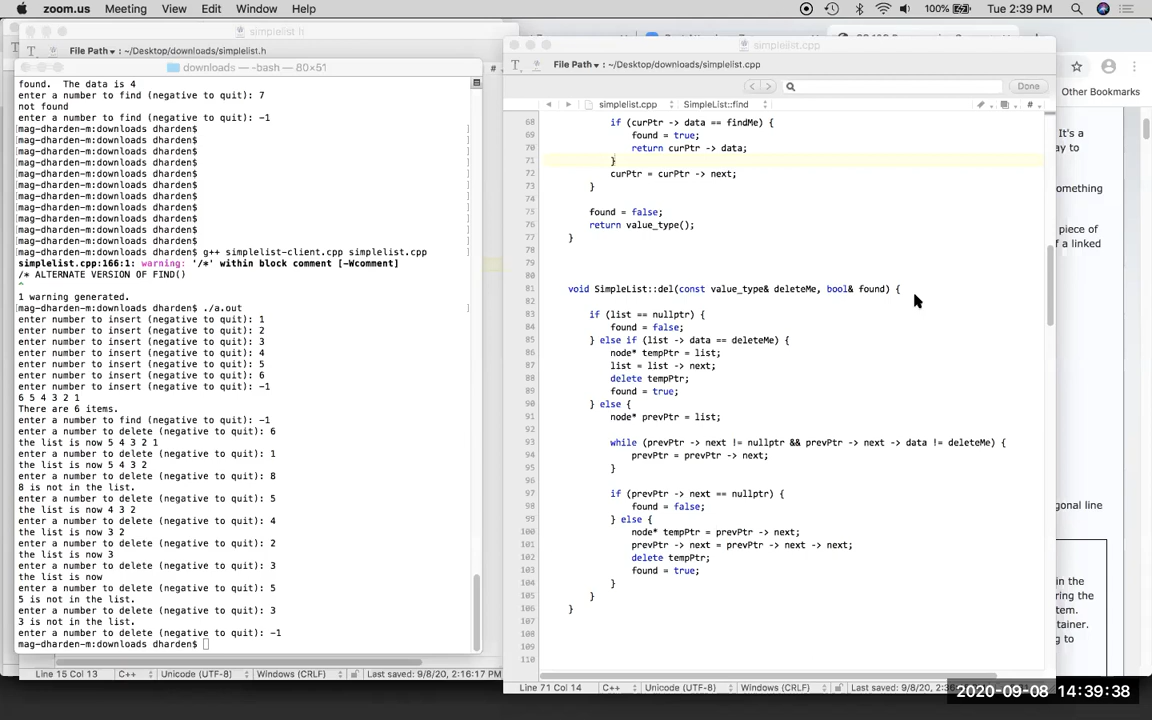 zoom.us Meeting View Edit Window Help 100% Tue 2:39 PM
simplelist.h
File Path ▾ : ~/Desktop/downloads/simplelist.h
downloads — -bash — 80×51
found.  The data is 4
enter a number to find (negative to quit): 7
not found
enter a number to find (negative to quit): -1
mag-dharden-m:downloads dharden$
mag-dharden-m:downloads dharden$
mag-dharden-m:downloads dharden$
mag-dharden-m:downloads dharden$
mag-dharden-m:downloads dharden$
mag-dharden-m:downloads dharden$
mag-dharden-m:downloads dharden$
mag-dharden-m:downloads dharden$
mag-dharden-m:downloads dharden$
mag-dharden-m:downloads dharden$
mag-dharden-m:downloads dharden$
mag-dharden-m:downloads dharden$ g++ simplelist-client.cpp simplelist.cpp
simplelist.cpp:166:1: warning: '/*' within block comment [-Wcomment]
/* ALTERNATE VERSION OF FIND()
^
1 warning generated.
mag-dharden-m:downloads dharden$ ./a.out
enter number to insert (negative to quit): 1
enter number to insert (negative to quit): 2
enter number to insert (negative to quit): 3
enter number to insert (negative to quit): 4
enter number to insert (negative to quit): 5
enter number to insert (negative to quit): 6
enter number to insert (negative to quit): -1
6 5 4 3 2 1
There are 6 items.
enter a number to find (negative to quit): -1
enter a number to delete (negative to quit): 6
the list is now 5 4 3 2 1
enter a number to delete (negative to quit): 1
the list is now 5 4 3 2
enter a number to delete (negative to quit): 8
8 is not in the list.
enter a number to delete (negative to quit): 5
the list is now 4 3 2
enter a number to delete (negative to quit): 4
the list is now 3 2
enter a number to delete (negative to quit): 2
the list is now 3
enter a number to delete (negative to quit): 3
the list is now
enter a number to delete (negative to quit): 5
5 is not in the list.
enter a number to delete (negative to quit): 3
3 is not in the list.
enter a number to delete (negative to quit): -1
mag-dharden-m:downloads dharden$
Line 15 Col 13 C++ Unicode (UTF-8) Windows (CRLF) Last saved: 9/8/20, 2:16:17 PM
simplelist.cpp
File Path ▾ : ~/Desktop/downloads/simplelist.cpp
Done
simplelist.cpp SimpleList::find
68 if (curPtr -> data == findMe) {
69 found = true;
70 return curPtr -> data;
71 }
72 curPtr = curPtr -> next;
73 }
74
75 found = false;
76 return value_type();
77 }
78
79
80
81 void SimpleList::del(const value_type& deleteMe, bool& found) {
82
83 if (list == nullptr) {
84 found = false;
85 } else if (list -> data == deleteMe) {
86 node* tempPtr = list;
87 list = list -> next;
88 delete tempPtr;
89 found = true;
90 } else {
91 node* prevPtr = list;
92
93 while (prevPtr -> next != nullptr && prevPtr -> next -> data != deleteMe) {
94 prevPtr = prevPtr -> next;
95 }
96
97 if (prevPtr -> next == nullptr) {
98 found = false;
99 } else {
100 node* tempPtr = prevPtr -> next;
101 prevPtr -> next = prevPtr -> next -> next;
102 delete tempPtr;
103 found = true;
104 }
105 }
106 }
107
108
109
110
Line 71 Col 14 C++ Unicode (UTF-8) Windows (CRLF) Last saved: 9/8/20, 2:
Other Bookmarks
It's a
ay to
omething
piece of
f a linked
gonal line
in the
ring the
tem.
tainer.
g to
2020-09-08 14:39:38